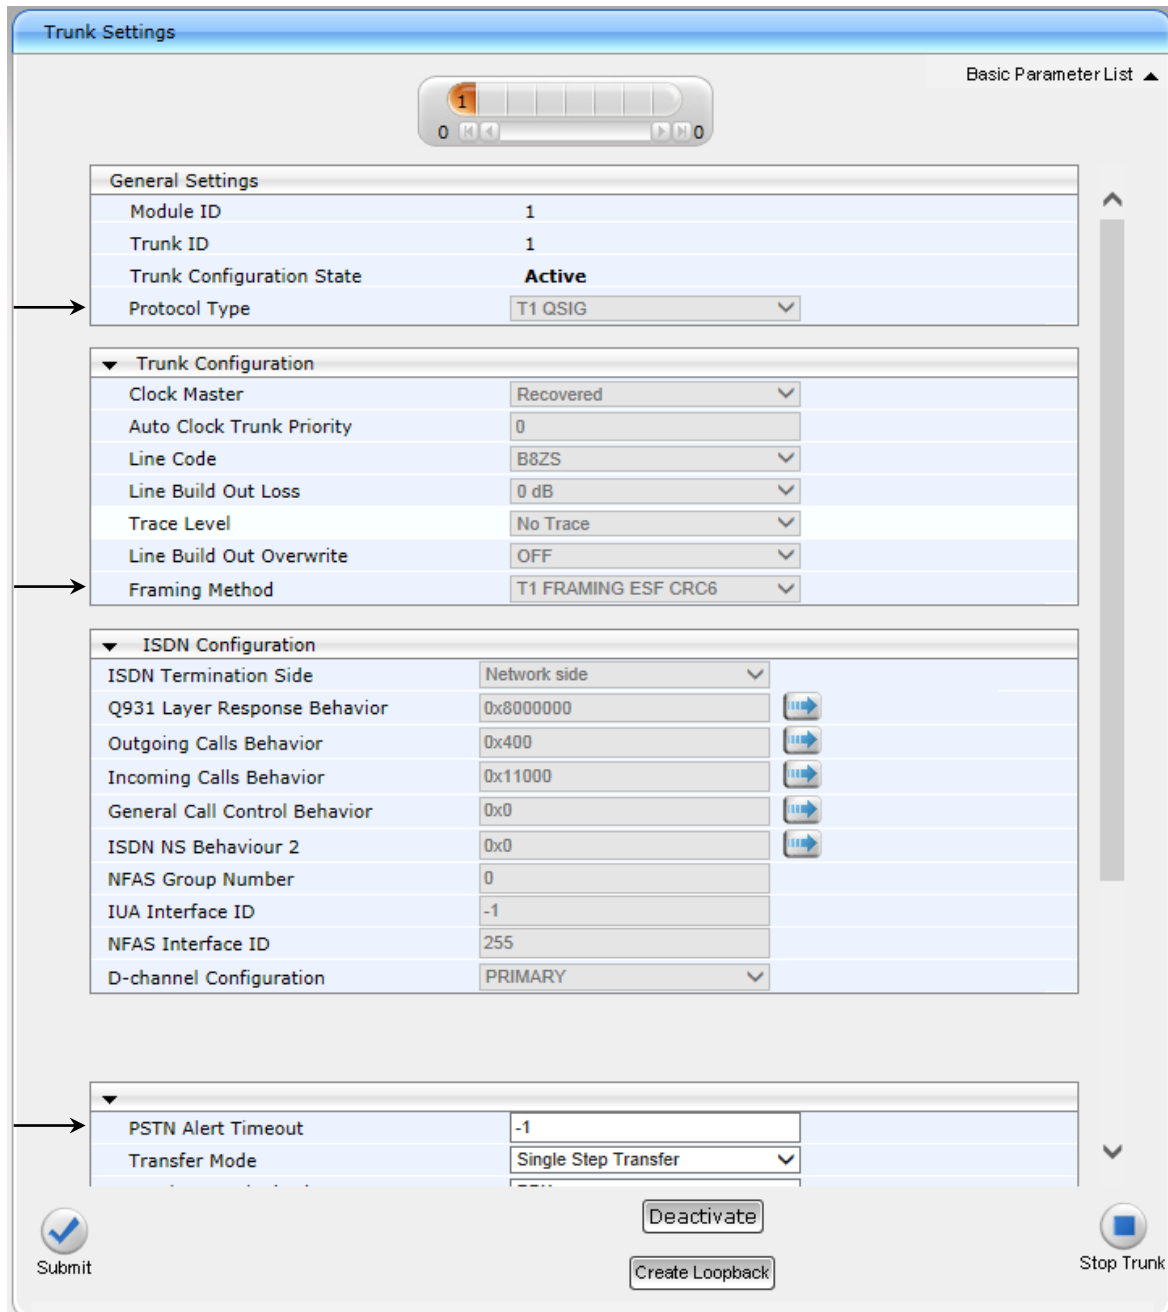 Trunk Settings
Basic Parameter List
1
0 0
General Settings
Module ID 1
Trunk ID 1
Trunk Configuration State Active
Protocol Type T1 QSIG
Trunk Configuration
Clock Master Recovered
Auto Clock Trunk Priority 0
Line Code B8ZS
Line Build Out Loss 0 dB
Trace Level No Trace
Line Build Out Overwrite OFF
Framing Method T1 FRAMING ESF CRC6
ISDN Configuration
ISDN Termination Side Network side
Q931 Layer Response Behavior 0x8000000
Outgoing Calls Behavior 0x400
Incoming Calls Behavior 0x11000
General Call Control Behavior 0x0
ISDN NS Behaviour 2 0x0
NFAS Group Number 0
IUA Interface ID -1
NFAS Interface ID 255
D-channel Configuration PRIMARY
PSTN Alert Timeout -1
Transfer Mode Single Step Transfer
Deactivate
Submit
Create Loopback
Stop Trunk